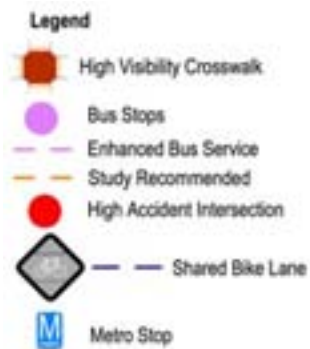 Legend
High Visibility Crosswalk
Bus Stops
Enhanced Bus Service
Study Recommended
High Accident Intersection
Shared Bike Lane
M
Metro Stop